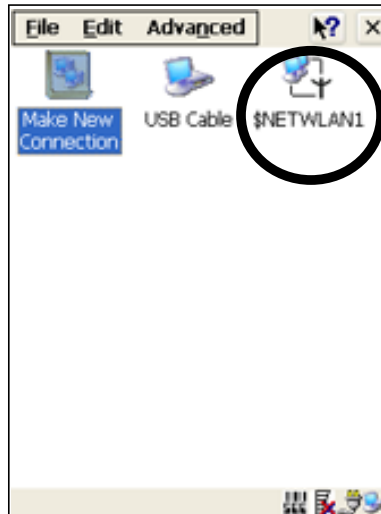 File Edit Advanced ? ×
Make New Connection
USB Cable
$NETWLAN1